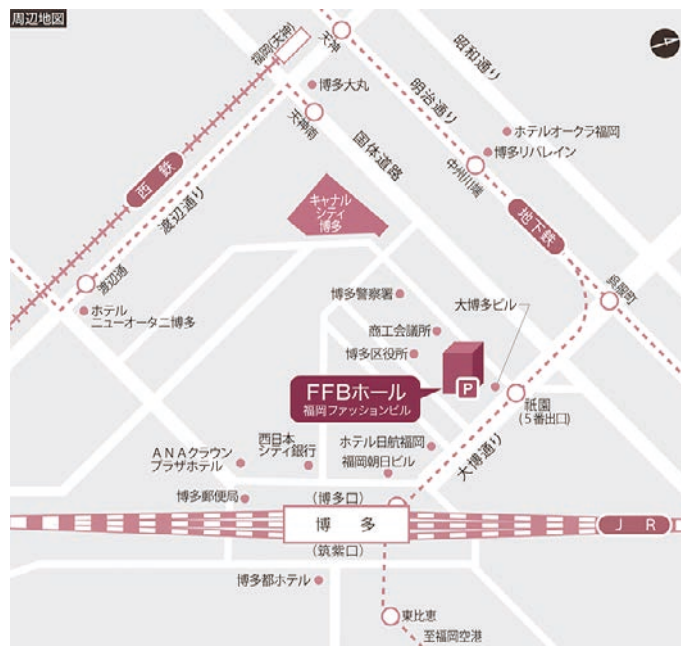 周辺地図
福岡(天神)
天神
昭和通り
明治通り
博多大丸
天神南
国体道路
ホテルオークラ福岡
博多リバレイン
中州川端
西鉄
渡辺通り
キャナル
シティ
博多
地下鉄
呉服町
渡辺通
ホテル
ニューオータニ博多
博多警察署
大博多ビル
商工会議所
博多区役所
FFBホール
福岡ファッションビル
P
祇園
(5番出口)
大博通り
ANAクラウン
プラザホテル
西日本
シティ銀行
ホテル日航福岡
福岡朝日ビル
博多郵便局
(博多口)
博多
(筑紫口)
JR
博多都ホテル
東比恵
至福岡空港